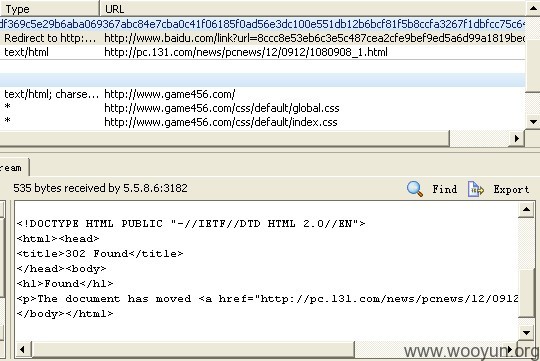 Type URL
df369c5e29b6aba069367abc84e7cba0c41f06185f0ad56e3dc100e551db12b6bcf81f5b8ccfa3267f1dbfcc75c64
Redirect to http:... http://www.baidu.com/link?url=8ccc8e53eb6c3e5c487cea2cfe9bef9ed5a6d99a1819bed
text/html http://pc.131.com/news/pcnews/12/0912/1080908_1.html
text/html; charse... http://www.game456.com/
* http://www.game456.com/css/default/global.css
* http://www.game456.com/css/default/index.css
ream
535 bytes received by 5.5.8.6:3182 Find Export
<!DOCTYPE HTML PUBLIC "-//IETF//DTD HTML 2.0//EN">
<html><head>
<title>302 Found</title>
</head><body>
<h1>Found</h1>
<p>The document has moved <a href="http://pc.131.com/news/pcnews/12/0912
</body></html>
www.wooyun.org